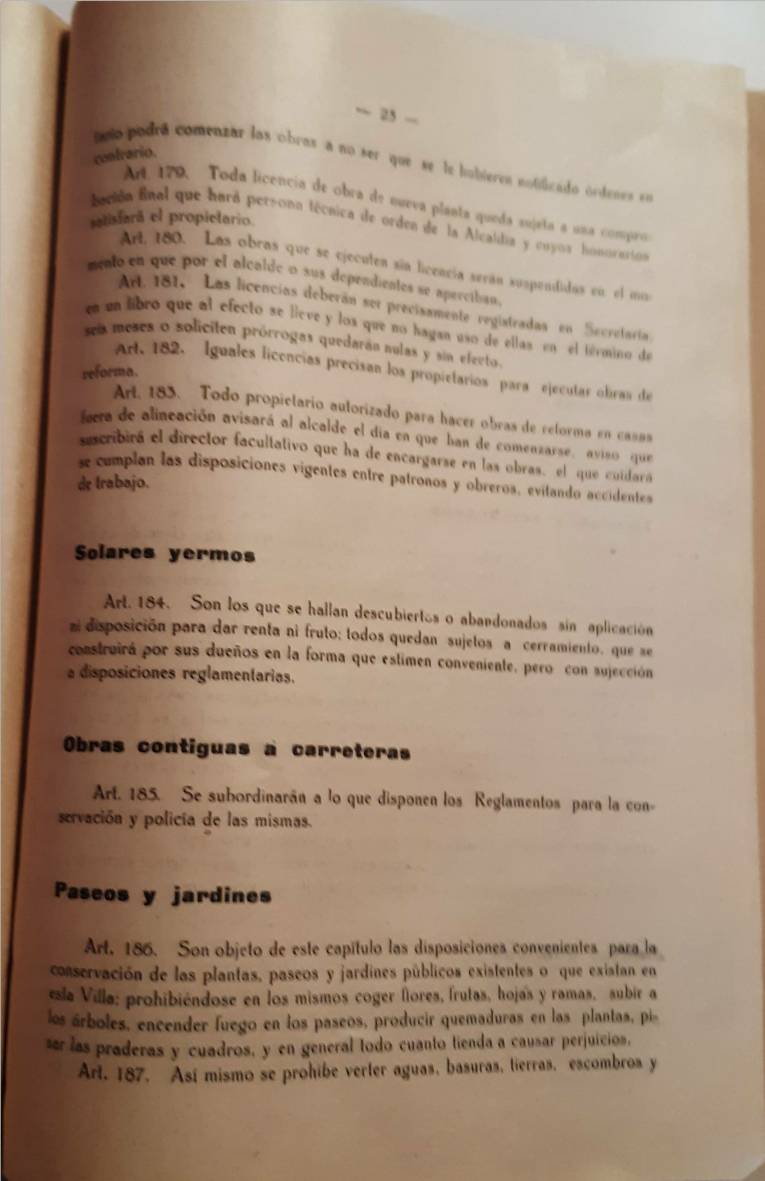 — 23 —
podrá comenzar las obras a no ser que se le hubieren notificado órdenes en
contrario.
Art. 179. Toda licencia de obra de nueva planta queda sujeta a una compro-
bación final que hará persona técnica de orden de la Alcaldía y cuyos honorarios
satisfará el propietario.
Art. 180. Las obras que se ejecuten sin licencia serán suspendidas en el mo-
mento en que por el alcalde o sus dependientes se aperciban.
Art. 181. Las licencias deberán ser precisamente registradas en Secretaría,
en un libro que al efecto se lleve y los que no hagan uso de ellas en el término de
seis meses o soliciten prórrogas quedarán nulas y sin efecto.
Art. 182. Iguales licencias precisan los propietarios para ejecutar obras de
reforma.
Art. 183. Todo propietario autorizado para hacer obras de reforma en casas
fuera de alineación avisará al alcalde el día en que han de comenzarse, aviso que
suscribirá el director facultativo que ha de encargarse en las obras, el que cuidará
se cumplan las disposiciones vigentes entre patronos y obreros, evitando accidentes
de trabajo.
Solares yermos
Art. 184. Son los que se hallan descubiertos o abandonados sin aplicación
ni disposición para dar renta ni fruto; todos quedan sujetos a cerramiento, que se
construirá por sus dueños en la forma que estimen conveniente, pero con sujección
a disposiciones reglamentarias.
Obras contiguas a carreteras
Art. 185. Se subordinarán a lo que disponen los Reglamentos para la con-
servación y policía de las mismas.
Paseos y jardines
Art. 186. Son objeto de este capítulo las disposiciones convenientes para la
conservación de las plantas, paseos y jardines públicos existentes o que existan en
esta Villa; prohibiéndose en los mismos coger flores, frutas, hojas y ramas, subir a
los árboles, encender fuego en los paseos, producir quemaduras en las plantas, pi-
sar las praderas y cuadros, y en general todo cuanto tienda a causar perjuicios.
Art. 187. Así mismo se prohibe verter aguas, basuras, tierras, escombros y